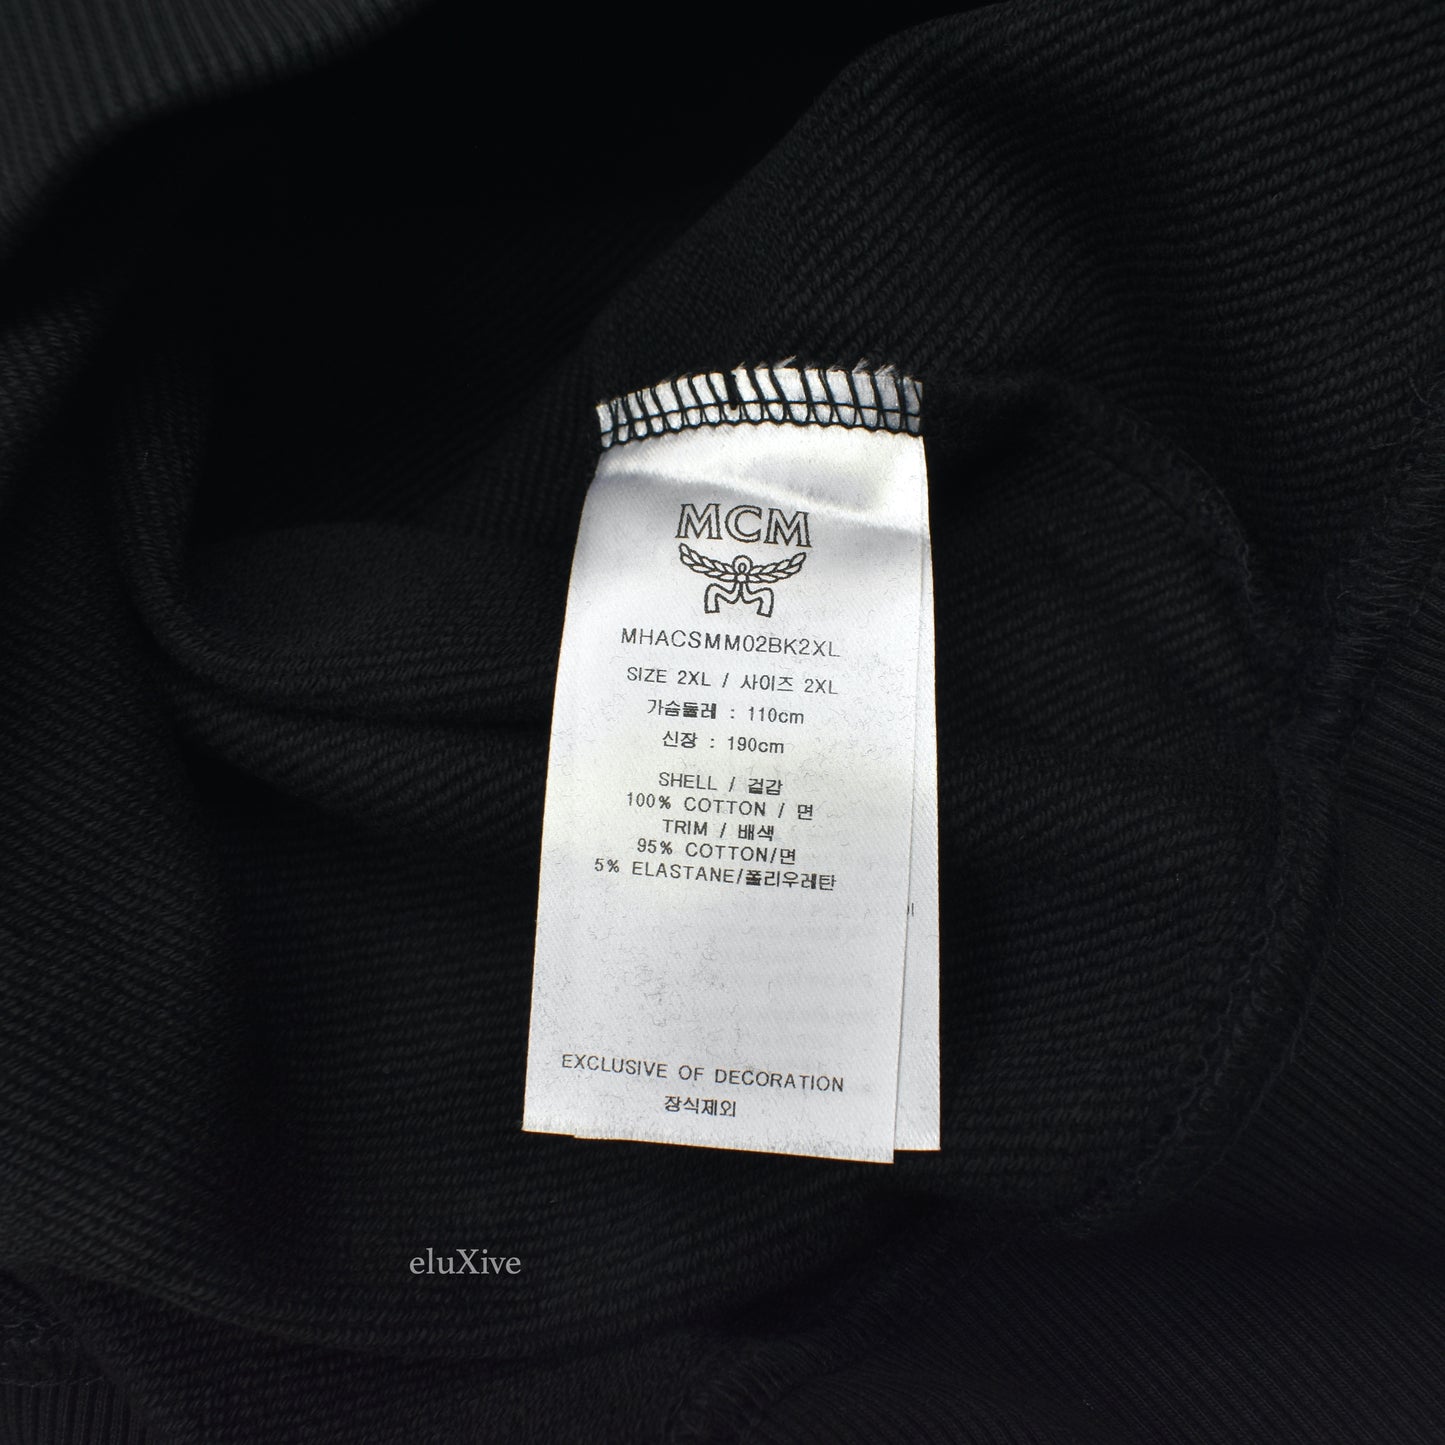 MCM
MHACSMM02BK2XL
SIZE 2XL / 사이즈 2XL
가슴둘레 : 110cm
신장 : 190cm
SHELL / 겉감
100% COTTON / 면
TRIM / 배색
95% COTTON/면
5% ELASTANE/폴리우레탄
EXCLUSIVE OF DECORATION
장식제외
eluXive